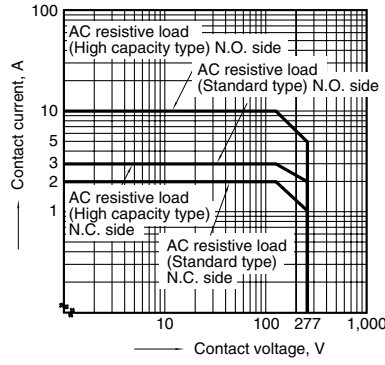 100
AC resistive load
(High capacity type) N.O. side
AC resistive load
(Standard type) N.O. side
10
5
3
2
1
AC resistive load
(High capacity type)
N.C. side
AC resistive load
(Standard type)
N.C. side
Contact current, A
10 100 277 1,000
Contact voltage, V